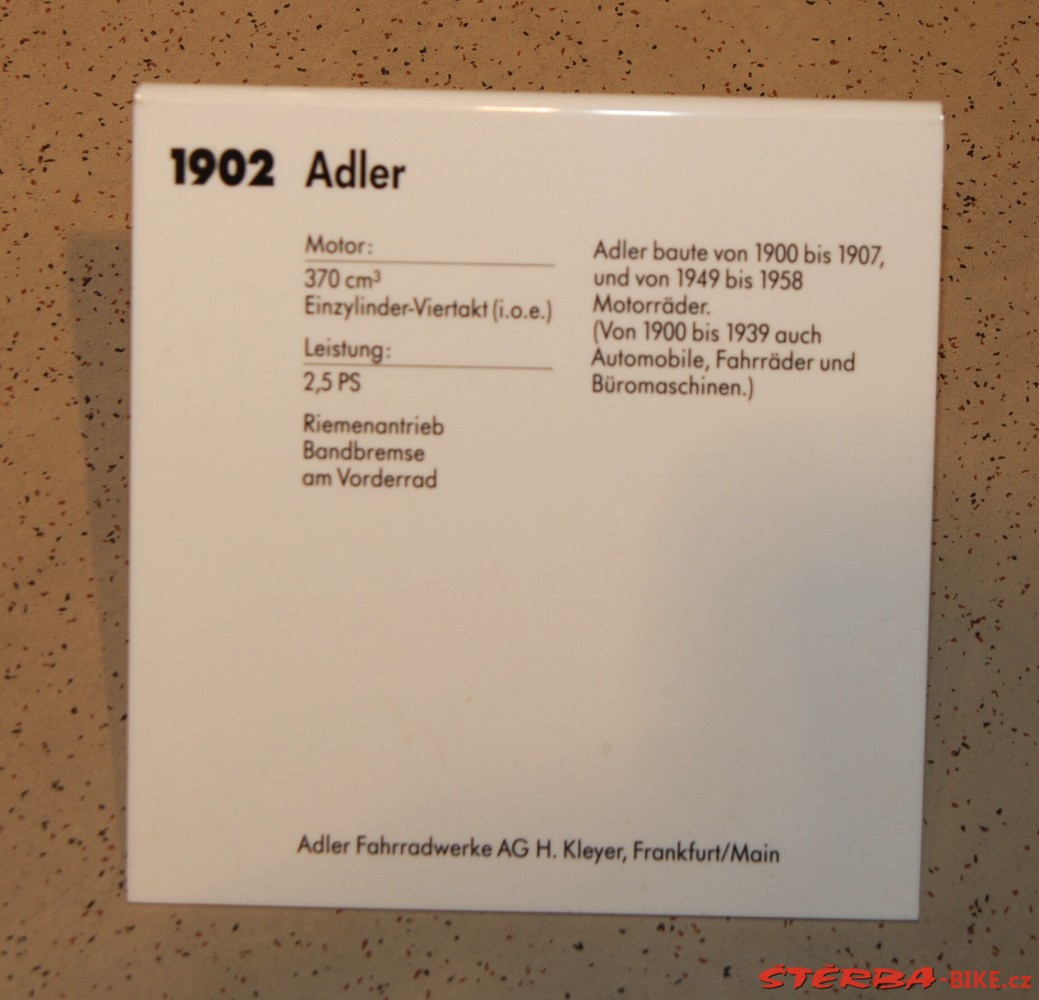 1902 Adler
Motor:
370 cm³
Einzylinder-Viertakt (i.o.e.)
Leistung:
2,5 PS
Riemenantrieb
Bandbremse
am Vorderrad
Adler baute von 1900 bis 1907,
und von 1949 bis 1958
Motorräder.
(Von 1900 bis 1939 auch
Automobile, Fahrräder und
Büromaschinen.)
Adler Fahrradwerke AG H. Kleyer, Frankfurt/Main
ŠTĚRBA-BIKE.cz